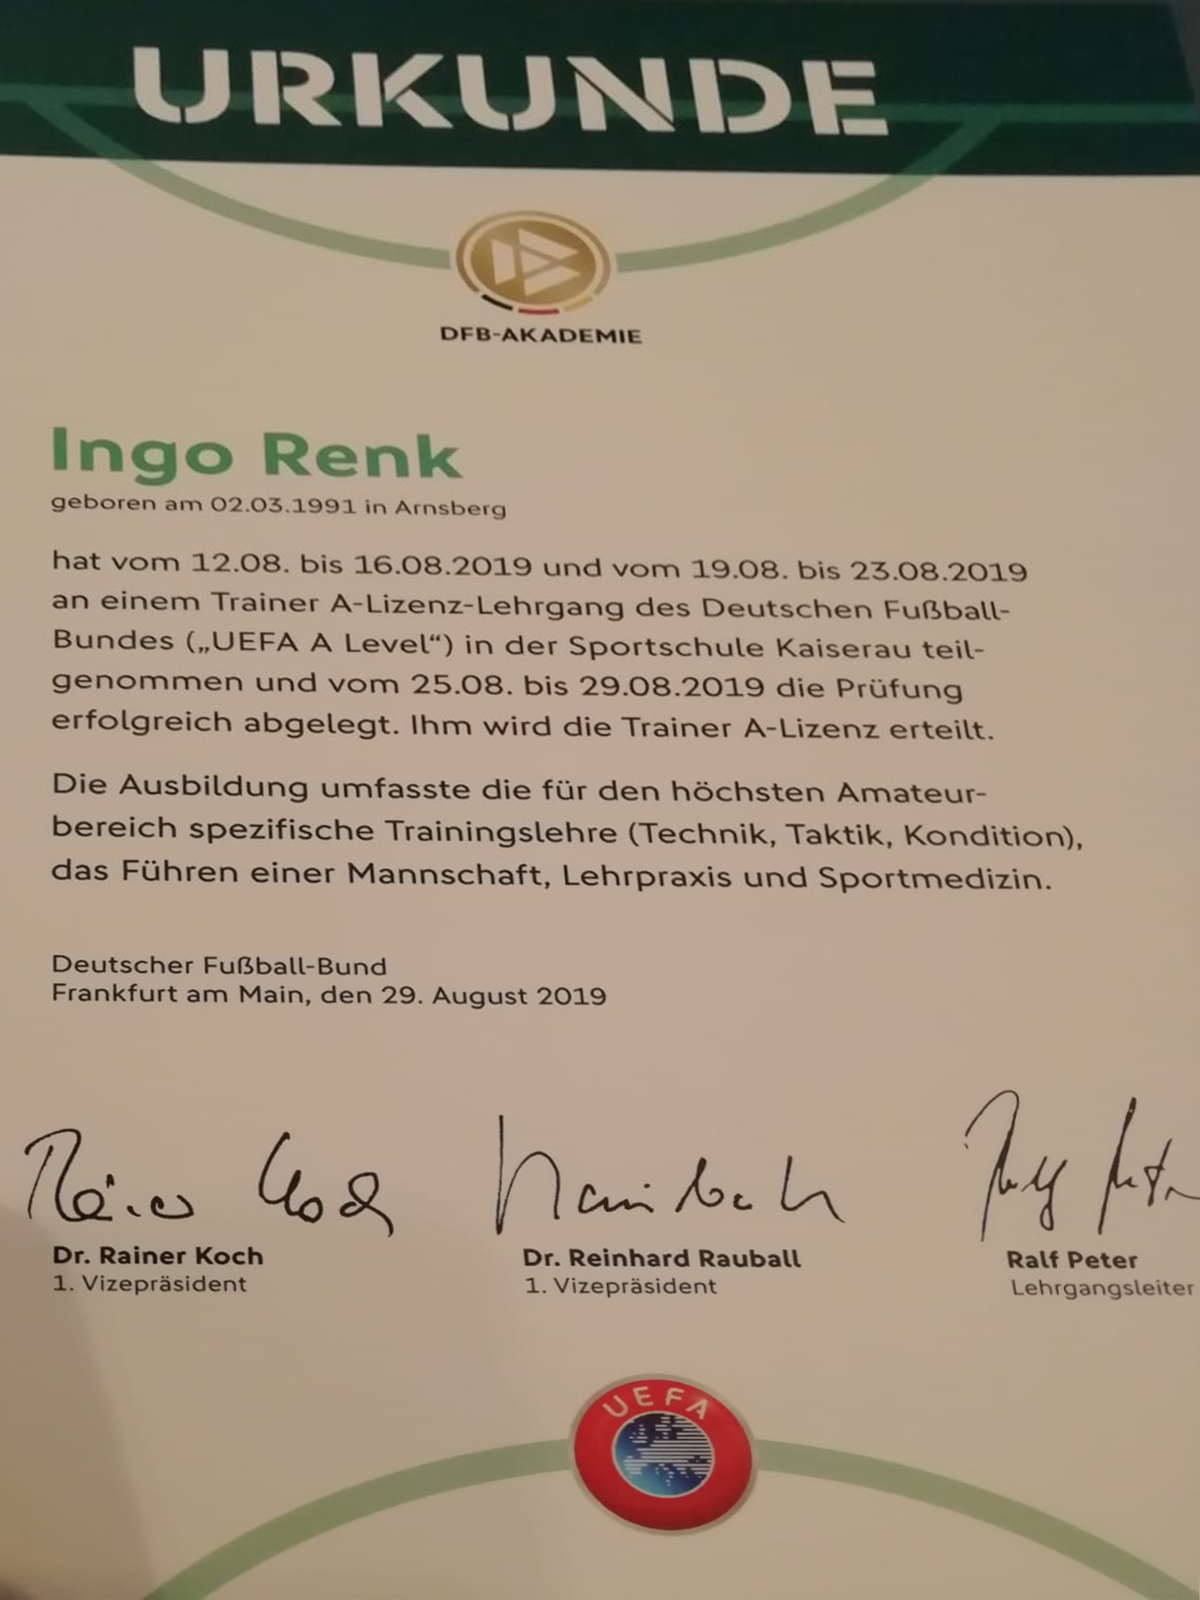 URKUNDE
DFB-AKADEMIE
Ingo Renk
geboren am 02.03.1991 in Arnsberg
hat vom 12.08. bis 16.08.2019 und vom 19.08. bis 23.08.2019
an einem Trainer A-Lizenz-Lehrgang des Deutschen Fußball-
Bundes („UEFA A Level“) in der Sportschule Kaiserau teil-
genommen und vom 25.08. bis 29.08.2019 die Prüfung
erfolgreich abgelegt. Ihm wird die Trainer A-Lizenz erteilt.
Die Ausbildung umfasste die für den höchsten Amateur-
bereich spezifische Trainingslehre (Technik, Taktik, Kondition),
das Führen einer Mannschaft, Lehrpraxis und Sportmedizin.
Deutscher Fußball-Bund
Frankfurt am Main, den 29. August 2019
Dr. Rainer Koch
1. Vizepräsident
Dr. Reinhard Rauball
1. Vizepräsident
Ralf Peter
Lehrgangsleiter
UEFA